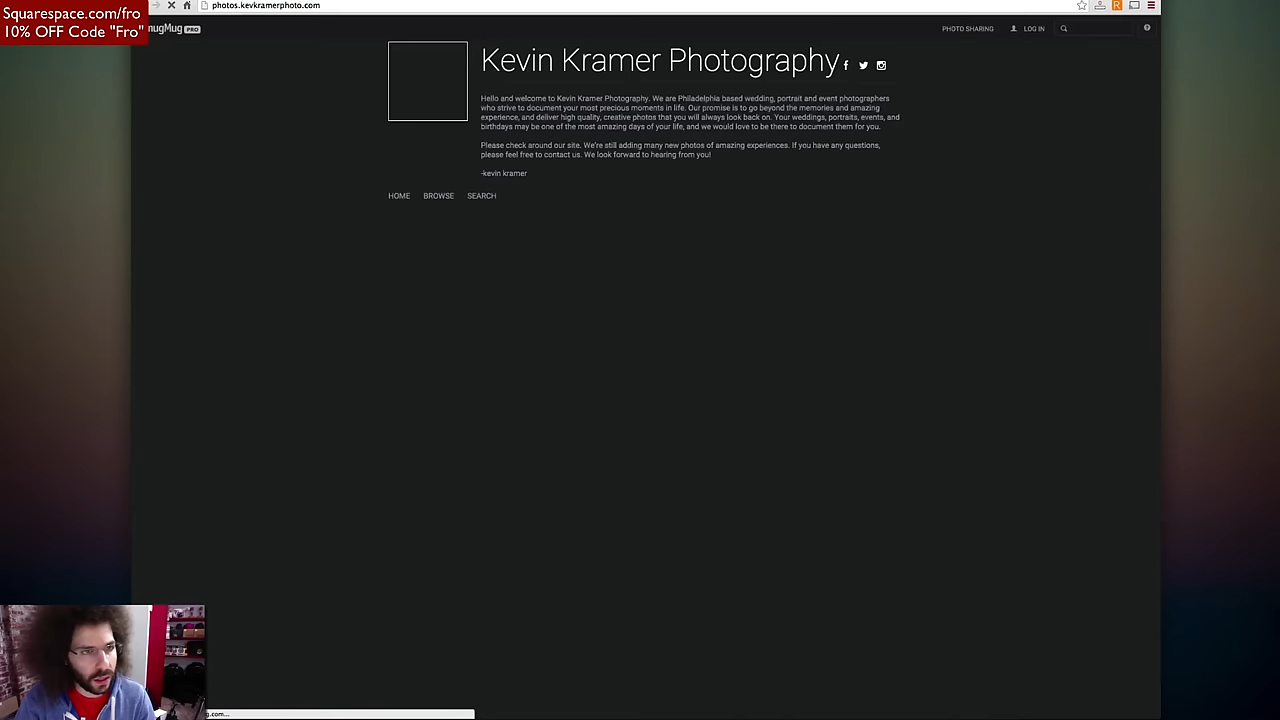 Squarespace.com/fro
10% OFF Code "Fro"
photos.kevkramerphoto.com
mugMug PRO
PHOTO SHARING
LOG IN
Kevin Kramer Photography
Hello and welcome to Kevin Kramer Photography. We are Philadelphia based wedding, portrait and event photographers
who strive to document your most precious moments in life. Our promise is to go beyond the memories and amazing
experience, and deliver high quality, creative photos that you will always look back on. Your weddings, portraits, events, and
birthdays may be one of the most amazing days of your life, and we would love to be there to document them for you.
Please check around our site. We're still adding many new photos of amazing experiences. If you have any questions,
please feel free to contact us. We look forward to hearing from you!
-kevin kramer
HOME BROWSE SEARCH
g.com...